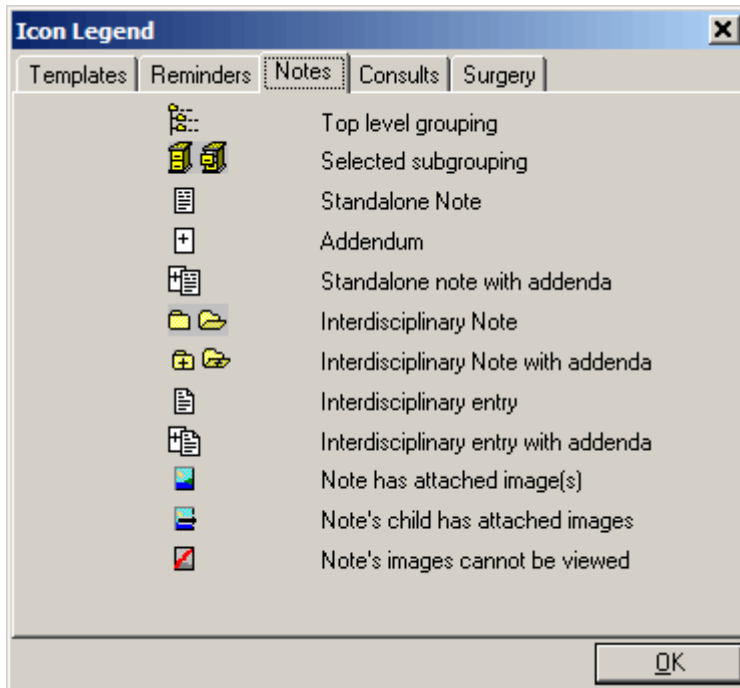 Icon Legend
Templates Reminders Notes Consults Surgery
Top level grouping
Selected subgrouping
Standalone Note
Addendum
Standalone note with addenda
Interdisciplinary Note
Interdisciplinary Note with addenda
Interdisciplinary entry
Interdisciplinary entry with addenda
Note has attached image(s)
Note's child has attached images
Note's images cannot be viewed
OK